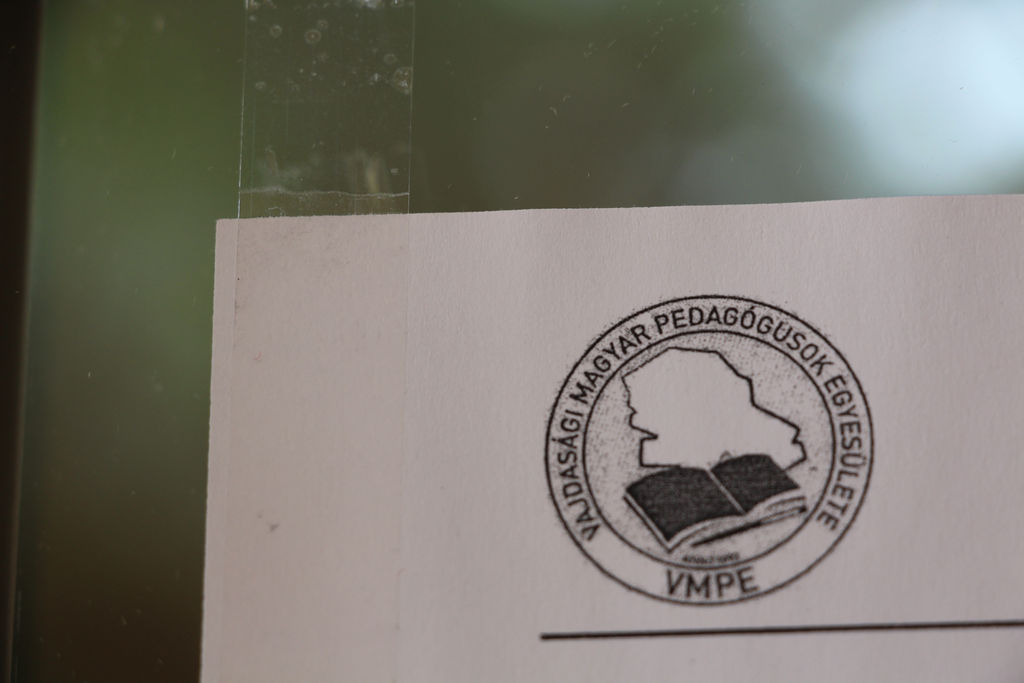 VAJDASÁGI MAGYAR PEDAGÓGUSOK EGYESÜLETE
VMPE